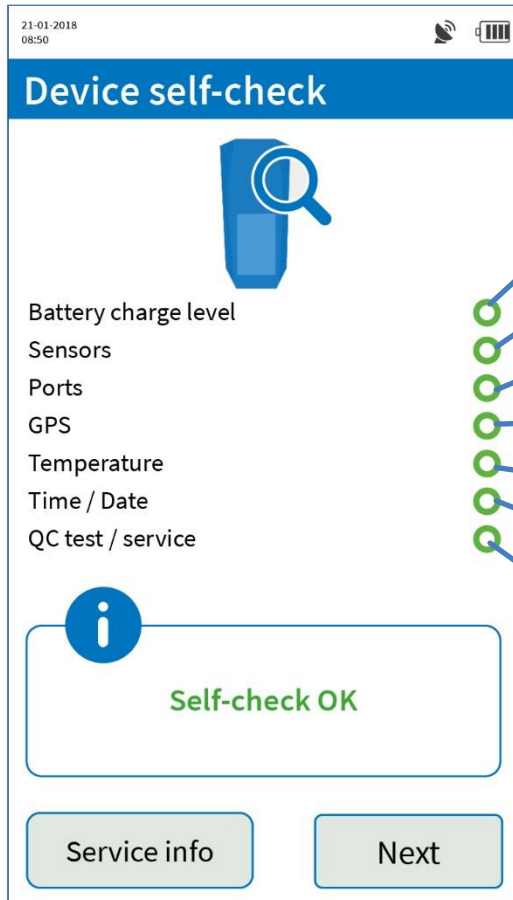 21-01-2018
08:50
Device self-check
Battery charge level
Sensors
Ports
GPS
Temperature
Time / Date
QC test / service
i
Self-check OK
Service info
Next